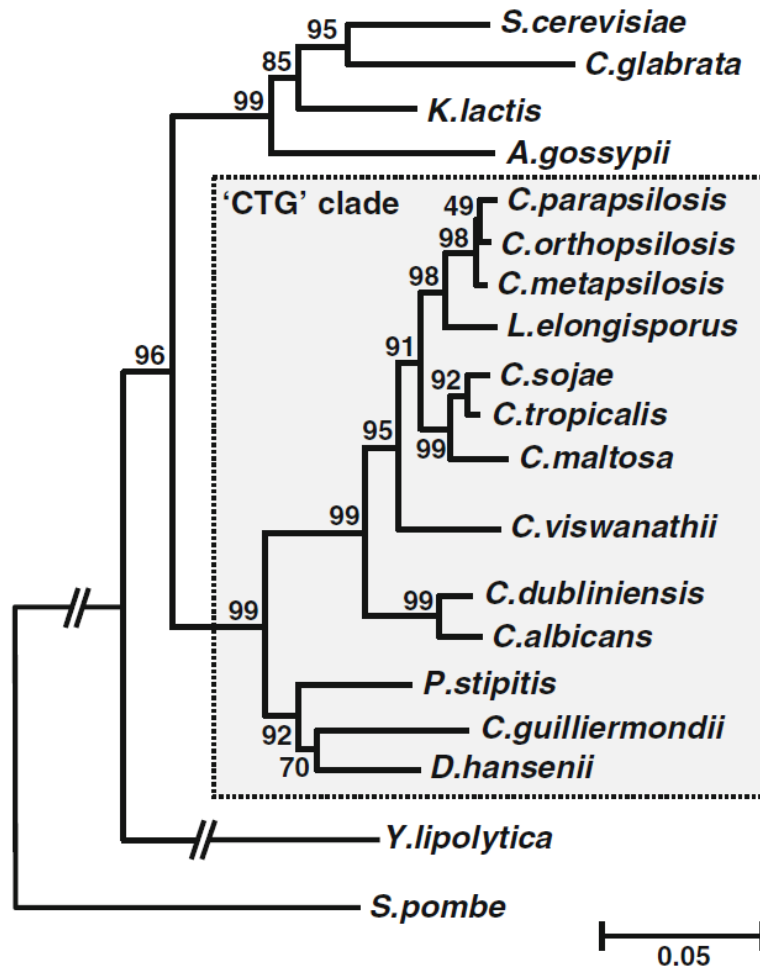 95
S.cerevisiae
85
C.glabrata
99
K.lactis
A.gossypii
'CTG' clade
49
C.parapsilosis
98
C.orthopsilosis
98
C.metapsilosis
L.elongisporus
96
91
92
C.sojae
C.tropicalis
95
99
C.maltosa
99
C.viswanathii
99
C.dubliniensis
99
C.albicans
P.stipitis
92
C.guilliermondii
70
D.hansenii
Y.lipolytica
S.pombe
0.05